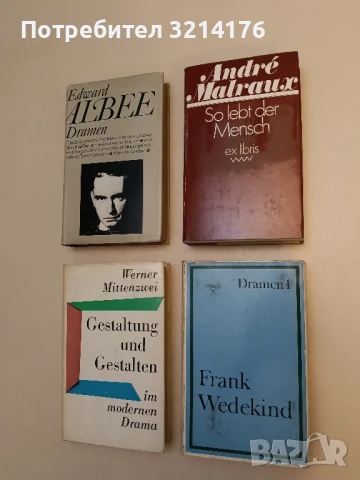 Потребител 3214176
Edward
ALBEE
Dramen
André
Malraux
So lebt der
Mensch
ex libris
Werner
Mittenzwei
Gestaltung
und
Gestalten
im
modernen
Drama
Dramen I
Frank
Wedekind
BAZAR